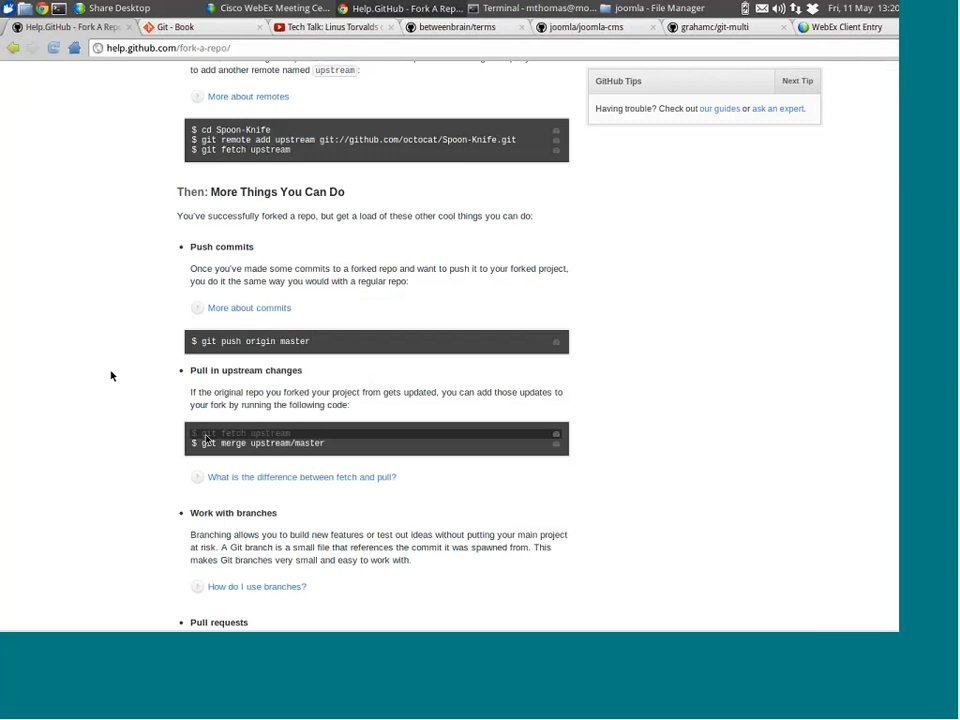 Share Desktop
Cisco WebEx Meeting Ce...
Help.GitHub - Fork A Rep...
Terminal - mthomas@mo...
joomla - File Manager
Fri, 11 May 13:20
Help.GitHub - Fork A Repo
Git - Book
Tech Talk: Linus Torvalds
betweenbrain/terms
joomla/joomla-cms
grahamc/git-multi
WebEx Client Entry
help.github.com/fork-a-repo/
to add another remote named upstream:
More about remotes
$ cd Spoon-Knife
$ git remote add upstream git://github.com/octocat/Spoon-Knife.git
$ git fetch upstream
GitHub Tips
Next Tip
Having trouble? Check out our guides or ask an expert.
Then: More Things You Can Do
You've successfully forked a repo, but get a load of these other cool things you can do:
• Push commits
Once you've made some commits to a forked repo and want to push it to your forked project,
you do it the same way you would with a regular repo:
More about commits
$ git push origin master
• Pull in upstream changes
If the original repo you forked your project from gets updated, you can add those updates to
your fork by running the following code:
$ git fetch upstream
$ git merge upstream/master
What is the difference between fetch and pull?
• Work with branches
Branching allows you to build new features or test out ideas without putting your main project
at risk. A Git branch is a small file that references the commit it was spawned from. This
makes Git branches very small and easy to work with.
How do I use branches?
• Pull requests